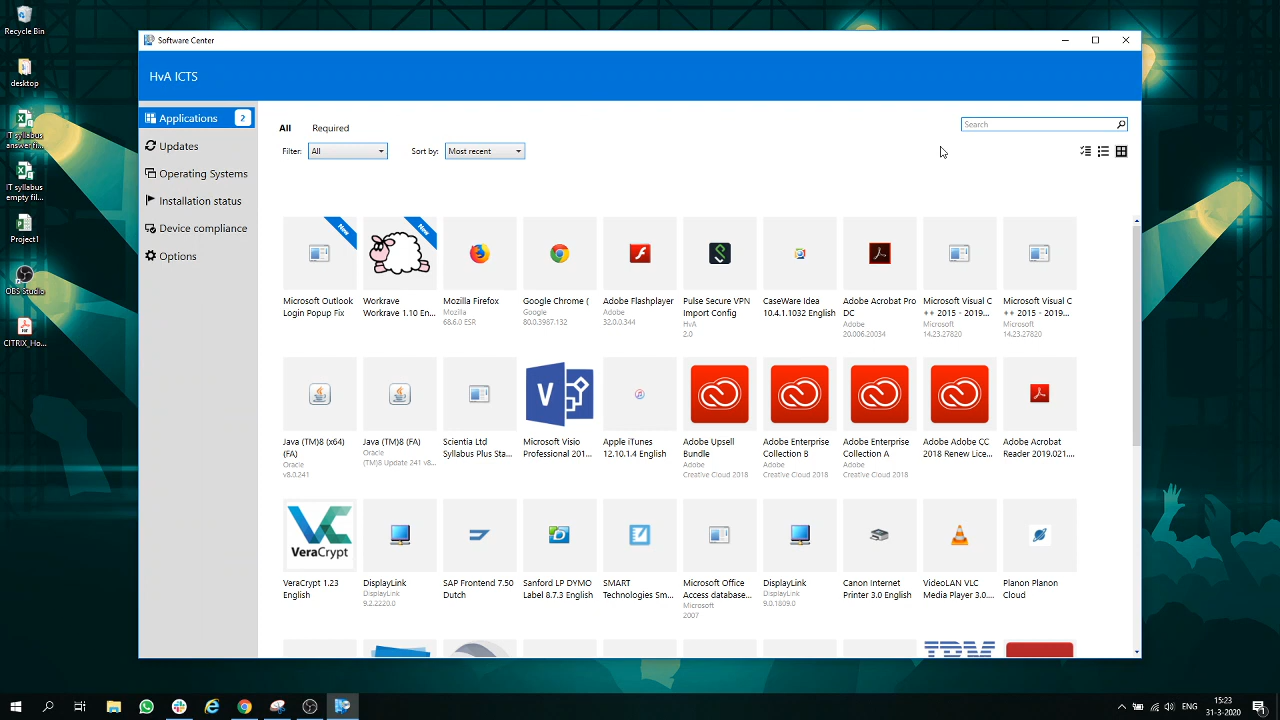 Recycle Bin
desktop
IT syllabus
answer fi...
IT syllabus
empty fil...
Project1
OBS Studio
CITRIX_Ho...
Software Center
HvA ICTS
Applications
2
Updates
Operating Systems
Installation status
Device compliance
Options
All
Required
Search
Filter:
All
Sort by:
Most recent
New
New
Microsoft Outlook
Login Popup Fix
Workrave
Workrave 1.10 En...
Mozilla Firefox
Mozilla
68.6.0 ESR
Google Chrome (
Google
80.0.3987.132
Adobe Flashplayer
Adobe
32.0.0.344
Pulse Secure VPN
Import Config
HvA
2.0
CaseWare Idea
10.4.1.1032 English
Adobe Acrobat Pro
DC
Adobe
20.006.20034
Microsoft Visual C
++ 2015 - 2019...
Microsoft
14.23.27820
Microsoft Visual C
++ 2015 - 2019...
Microsoft
14.23.27820
Java (TM)8 (x64)
(FA)
Oracle
v8.0.241
Java (TM)8 (FA)
Oracle
(TM)8 Update 241 v8...
Scientia Ltd
Syllabus Plus Sta...
Microsoft Visio
Professional 201...
Apple iTunes
12.10.1.4 English
Adobe Upsell
Bundle
Adobe
Creative Cloud 2018
Adobe Enterprise
Collection B
Adobe
Creative Cloud 2018
Adobe Enterprise
Collection A
Adobe
Creative Cloud 2018
Adobe Adobe CC
2018 Renew Lice...
Adobe Acrobat
Reader 2019.021....
VC
VeraCrypt
VeraCrypt 1.23
English
DisplayLink
DisplayLink
9.2.2220.0
SAP Frontend 7.50
Dutch
Sanford LP DYMO
Label 8.7.3 English
SMART
Technologies Sm...
Microsoft Office
Access database...
Microsoft
2007
DisplayLink
DisplayLink
9.0.1809.0
Canon Internet
Printer 3.0 English
VideoLAN VLC
Media Player 3.0....
Planon Planon
Cloud
ENG
15:23
31-3-2020
1